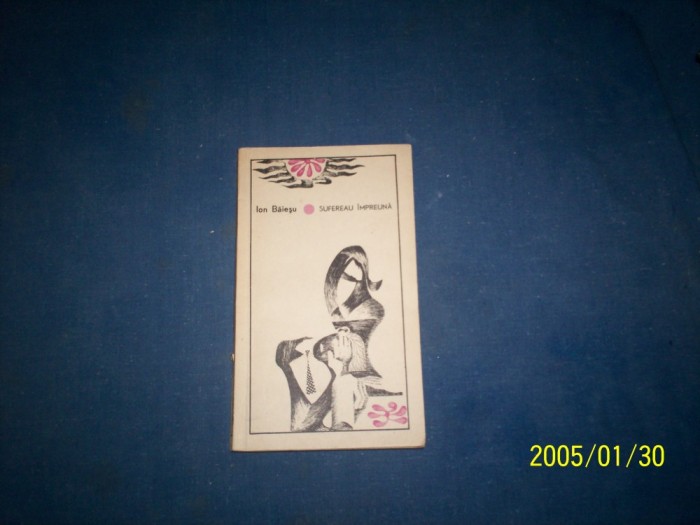 Ion Băieşu SUFEREAU ÎMPREUNĂ
2005/01/30